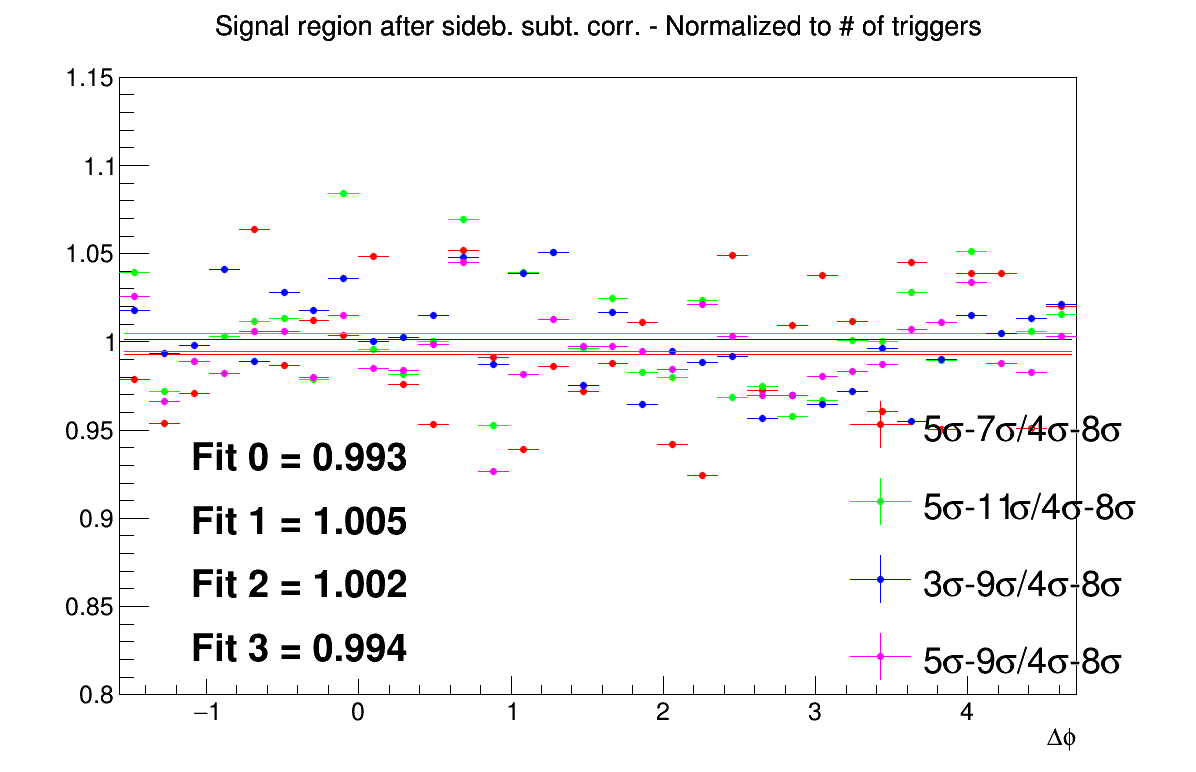 Signal region after sideb. subt. corr. - Normalized to # of triggers
1.15
1.1
1.05
1
0.95
0.9
0.85
0.8
Fit 0 = 0.993
Fit 1 = 1.005
Fit 2 = 1.002
Fit 3 = 0.994
5σ-7σ/4σ-8σ
5σ-11σ/4σ-8σ
3σ-9σ/4σ-8σ
5σ-9σ/4σ-8σ
−1 0 1 2 3 4
Δϕ